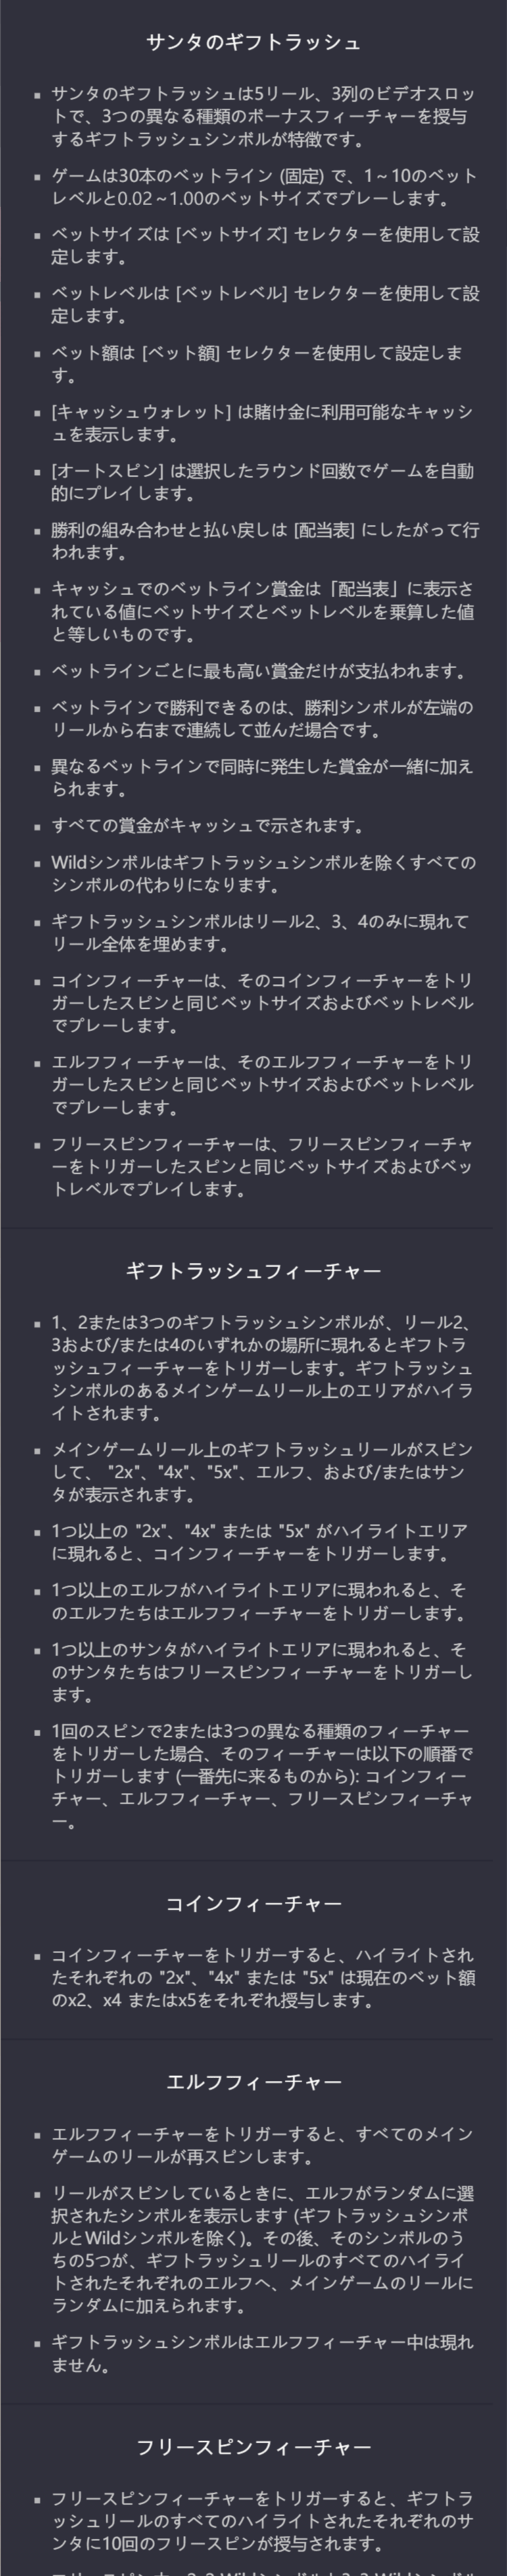 サンタのギフトラッシュ
サンタのギフトラッシュは5リール、3列のビデオスロッ
トで、3つの異なる種類のボーナスフィーチャーを授与
するギフトラッシュシンボルが特徴です。
ゲームは30本のベットライン (固定) で、1 ~ 10のベット
レベルと0.02 ~ 1.00のベットサイズでプレーします。
ベットサイズは [ベットサイズ] セレクターを使用して設
定します。
ベットレベルは [ベットレベル] セレクターを使用して設
定します。
ベット額は [ベット額] セレクターを使用して設定しま
す。
[キャッシュウォレット] は賭け金に利用可能なキャッシ
ュを表示します。
[オートスピン] は選択したラウンド回数でゲームを自動
的にプレイします。
勝利の組み合わせと払い戻しは [配当表] にしたがって行
われます。
キャッシュでのベットライン賞金は「配当表」に表示さ
れている値にベットサイズとベットレベルを乗算した値
と等しいものです。
ベットラインごとに最も高い賞金だけが支払われます。
ベットラインで勝利できるのは、勝利シンボルが左端の
リールから右まで連続して並んだ場合です。
異なるベットラインで同時に発生した賞金が一緒に加え
られます。
すべての賞金がキャッシュで示されます。
Wildシンボルはギフトラッシュシンボルを除くすべての
シンボルの代わりになります。
ギフトラッシュシンボルはリール2、3、4のみに現れて
リール全体を埋めます。
コインフィーチャーは、そのコインフィーチャーをトリ
ガーしたスピンと同じベットサイズおよびベットレベル
でプレーします。
エルフフィーチャーは、そのエルフフィーチャーをトリ
ガーしたスピンと同じベットサイズおよびベットレベル
でプレーします。
フリースピンフィーチャーは、フリースピンフィーチャ
ーをトリガーしたスピンと同じベットサイズおよびベッ
トレベルでプレイします。
ギフトラッシュフィーチャー
1、2または3つのギフトラッシュシンボルが、リール2、
3および/または4のいずれかの場所に現れるとギフトラ
ッシュフィーチャーをトリガーします。ギフトラッシュ
シンボルのあるメインゲームリール上のエリアがハイラ
イトされます。
メインゲームリール上のギフトラッシュリールがスピン
して、 "2x"、"4x"、"5x"、エルフ、および/またはサン
タが表示されます。
1つ以上の "2x"、"4x" または "5x" がハイライトエリア
に現れると、コインフィーチャーをトリガーします。
1つ以上のエルフがハイライトエリアに現われると、そ
のエルフたちはエルフフィーチャーをトリガーします。
1つ以上のサンタがハイライトエリアに現われると、そ
のサンタたちはフリースピンフィーチャーをトリガーし
ます。
1回のスピンで2または3つの異なる種類のフィーチャー
をトリガーした場合、そのフィーチャーは以下の順番で
トリガーします (一番先に来るものから): コインフィー
チャー、エルフフィーチャー、フリースピンフィーチャ
ー。
コインフィーチャー
コインフィーチャーをトリガーすると、ハイライトされ
たそれぞれの "2x"、"4x" または "5x" は現在のベット額
のx2、x4 またはx5をそれぞれ授与します。
エルフフィーチャー
エルフフィーチャーをトリガーすると、すべてのメイン
ゲームのリールが再スピンします。
リールがスピンしているときに、エルフがランダムに選
択されたシンボルを表示します (ギフトラッシュシンボ
ルとWildシンボルを除く)。その後、そのシンボルのう
ちの5つが、ギフトラッシュリールのすべてのハイライ
トされたそれぞれのエルフへ、メインゲームのリールに
ランダムに加えられます。
ギフトラッシュシンボルはエルフフィーチャー中は現れ
ません。
フリースピンフィーチャー
フリースピンフィーチャーをトリガーすると、ギフトラ
ッシュリールのすべてのハイライトされたそれぞれのサ
ンタに10回のフリースピンが授与されます。